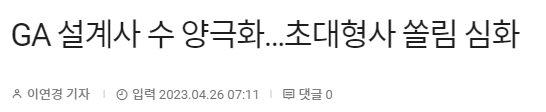 GA 설계사 수 양극화...초대형사 쏠림 심화
이연경 기자 | 입력 2023.04.26 07:11 | 댓글 0